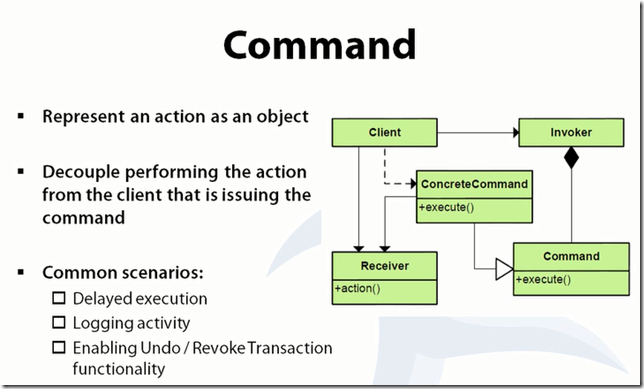 Command
▪ Represent an action as an object
▪ Decouple performing the action
from the client that is issuing the
command
▪ Common scenarios:
☐ Delayed execution
☐ Logging activity
☐ Enabling Undo / Revoke Transaction
functionality
Client
Invoker
ConcreteCommand
+execute()
Receiver
+action()
Command
+execute()